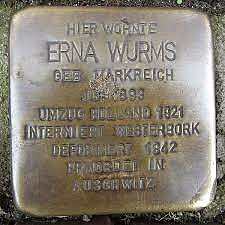 HIER WOHNTE
ERNA WURMS
GEB. MARKREICH
JG. 1893
UMZUG HOLLAND 1921
INTERNIERT WESTERBORK
DEPORTIERT 1942
ERMORDET IN
AUSCHWITZ